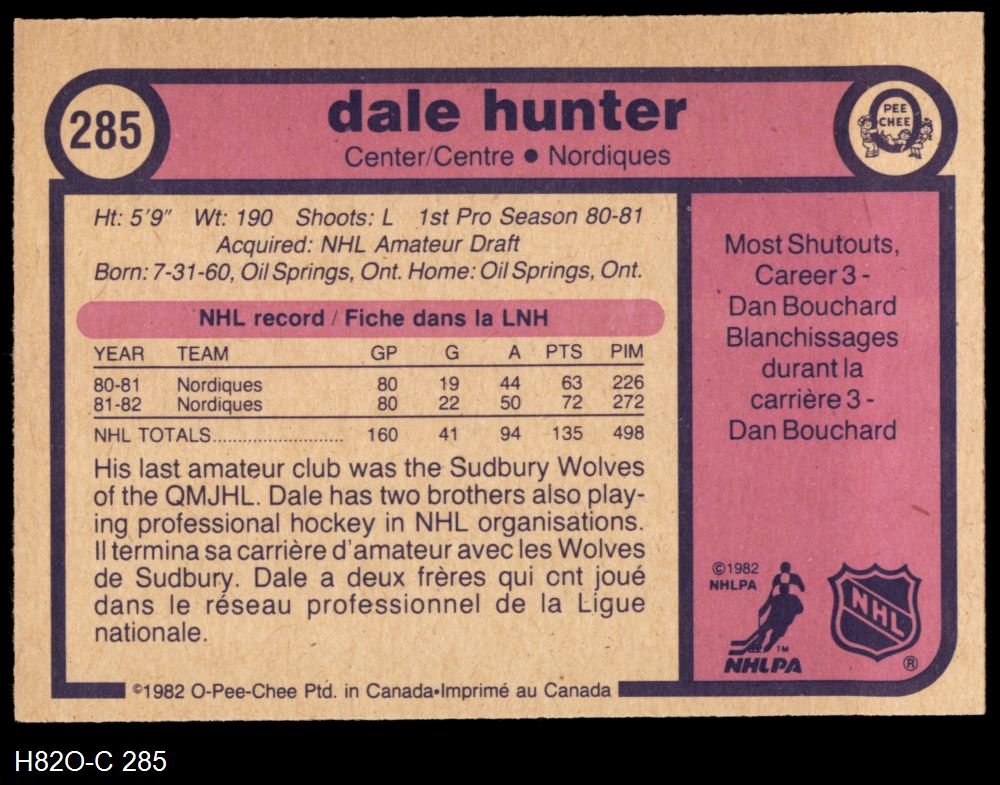 285
dale hunter
Center/Centre ● Nordiques
PEE
CHEE
Ht: 5'9" Wt: 190 Shoots: L 1st Pro Season 80-81
Acquired: NHL Amateur Draft
Born: 7-31-60, Oil Springs, Ont. Home: Oil Springs, Ont.
NHL record / Fiche dans la LNH
YEAR TEAM GP G A PTS PIM
80-81 Nordiques 80 19 44 63 226
81-82 Nordiques 80 22 50 72 272
NHL TOTALS........................... 160 41 94 135 498
His last amateur club was the Sudbury Wolves
of the QMJHL. Dale has two brothers also play-
ing professional hockey in NHL organisations.
Il termina sa carrière d'amateur avec les Wolves
de Sudbury. Dale a deux frères qui ont joué
dans le réseau professionnel de la Ligue
nationale.
Most Shutouts,
Career 3 -
Dan Bouchard
Blanchissages
durant la
carrière 3 -
Dan Bouchard
©1982
NHLPA
TM
NHLPA
NHL
®
©1982 O-Pee-Chee Ptd. in Canada•Imprimé au Canada
H82O-C 285